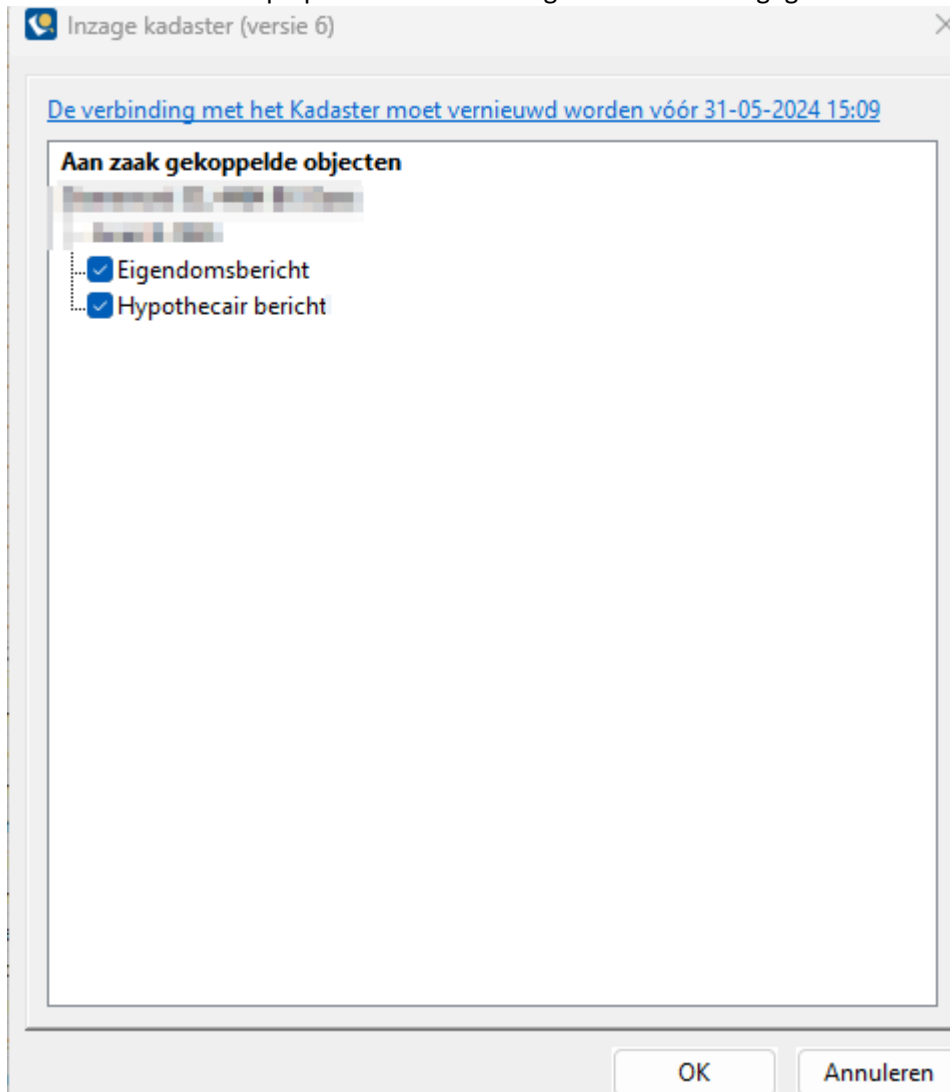 Inzage kadaster (versie 6)
De verbinding met het Kadaster moet vernieuwd worden vóór 31-05-2024 15:09
Aan zaak gekoppelde objecten
Eigendomsbericht
Hypothecair bericht
OK
Annuleren